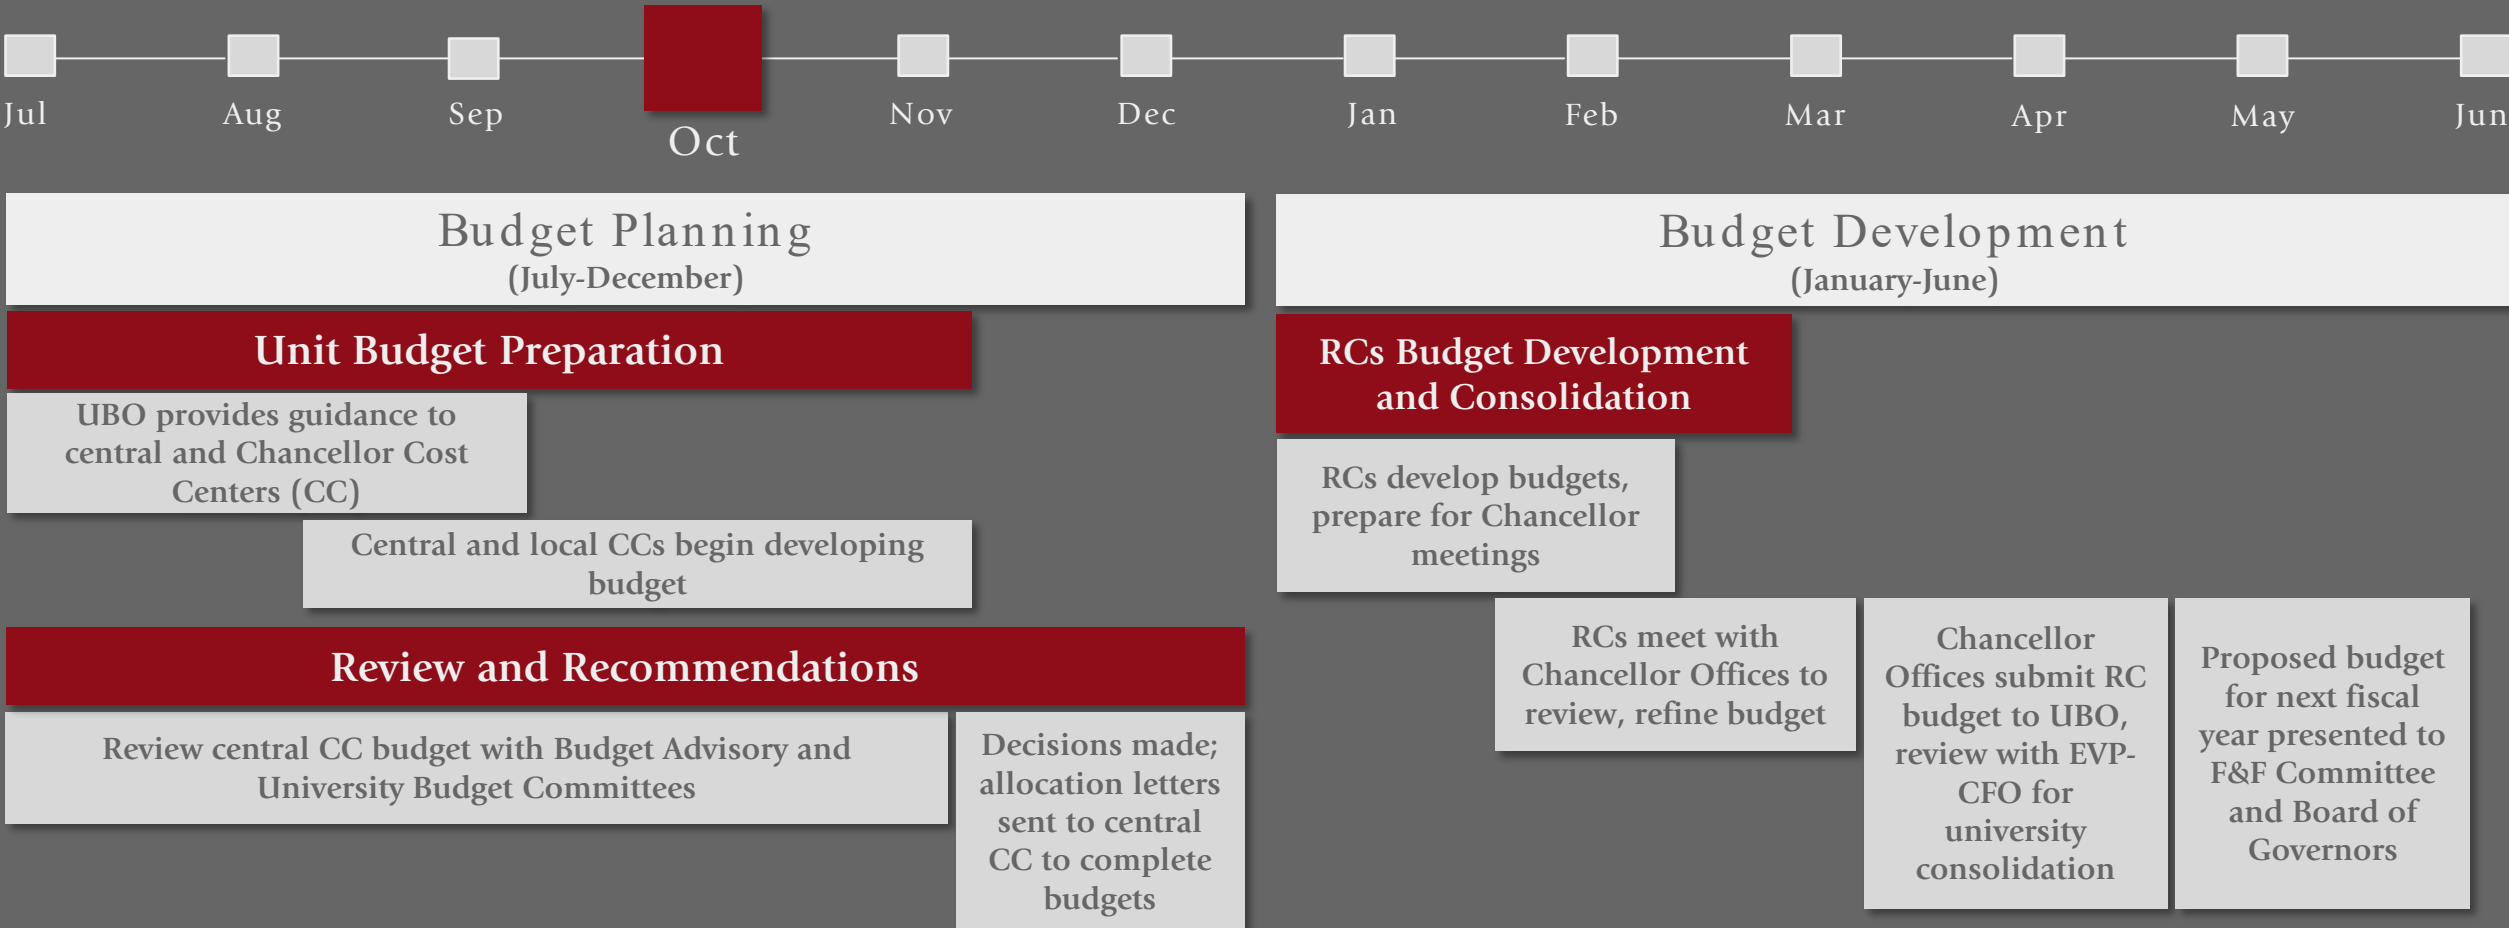 Jul
Aug
Sep
Oct
Nov
Dec
Jan
Feb
Mar
Apr
May
Jun
Budget Planning
(July-December)
Unit Budget Preparation
UBO provides guidance to
central and Chancellor Cost
Centers (CC)
Central and local CCs begin developing
budget
Review and Recommendations
Review central CC budget with Budget Advisory and
University Budget Committees
Decisions made;
allocation letters
sent to central
CC to complete
budgets
Budget Development
(January-June)
RCs Budget Development
and Consolidation
RCs develop budgets,
prepare for Chancellor
meetings
RCs meet with
Chancellor Offices to
review, refine budget
Chancellor
Offices submit RC
budget to UBO,
review with EVP-
CFO for
university
consolidation
Proposed budget
for next fiscal
year presented to
F&F Committee
and Board of
Governors